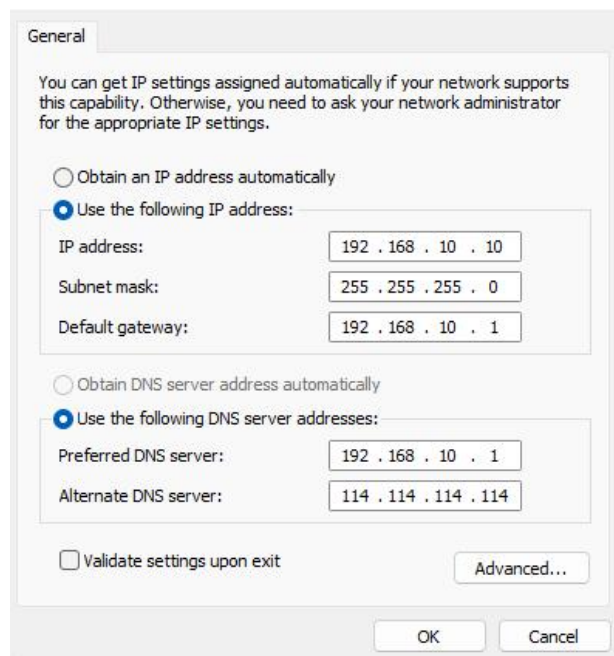 General
You can get IP settings assigned automatically if your network supports
this capability. Otherwise, you need to ask your network administrator
for the appropriate IP settings.
Obtain an IP address automatically
Use the following IP address:
IP address: 192 . 168 . 10 . 10
Subnet mask: 255 . 255 . 255 . 0
Default gateway: 192 . 168 . 10 . 1
Obtain DNS server address automatically
Use the following DNS server addresses:
Preferred DNS server: 192 . 168 . 10 . 1
Alternate DNS server: 114 . 114 . 114 . 114
Validate settings upon exit
Advanced...
OK Cancel